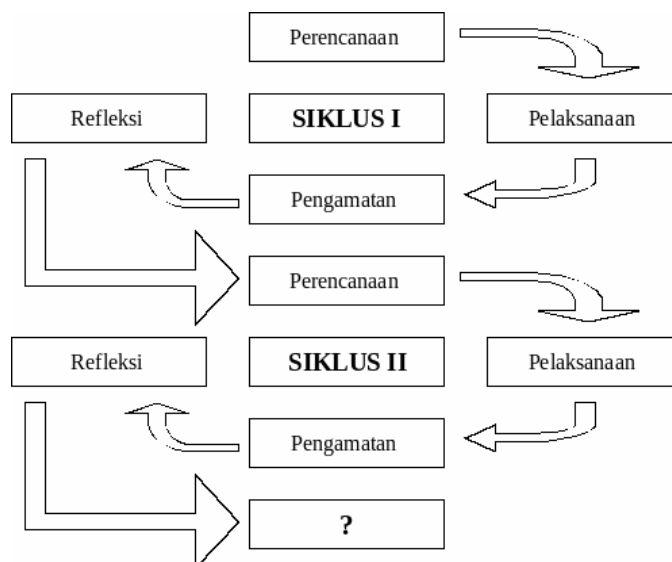 Perencanaan
Refleksi
SIKLUS I
Pelaksanaan
Pengamatan
Perencanaan
Refleksi
SIKLUS II
Pelaksanaan
Pengamatan
?